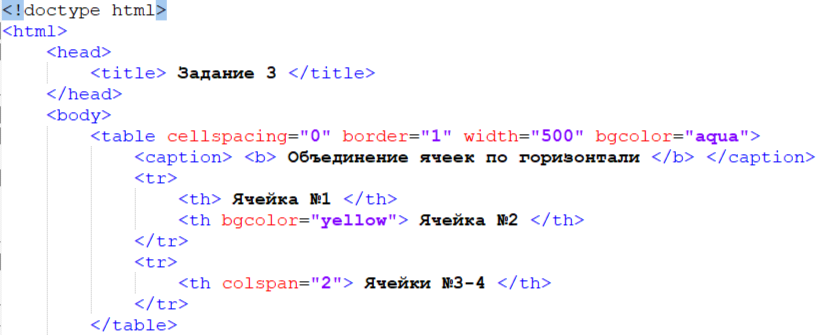 <!doctype html>
<html>
<head>
<title> Задание 3 </title>
</head>
<body>
<table cellspacing="0" border="1" width="500" bgcolor="aqua">
<caption> <b> Объединение ячеек по горизонтали </b> </caption>
<tr>
<th> Ячейка №1 </th>
<th bgcolor="yellow"> Ячейка №2 </th>
</tr>
<tr>
<th colspan="2"> Ячейки №3-4 </th>
</tr>
</table>